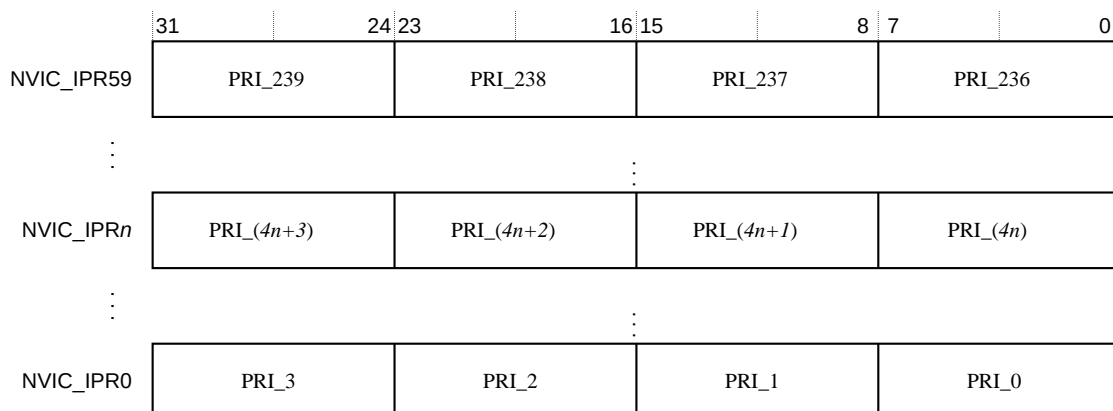 31 24 23 16 15 8 7 0
NVIC_IPR59 PRI_239 PRI_238 PRI_237 PRI_236
NVIC_IPRn PRI_(4n+3) PRI_(4n+2) PRI_(4n+1) PRI_(4n)
NVIC_IPR0 PRI_3 PRI_2 PRI_1 PRI_0